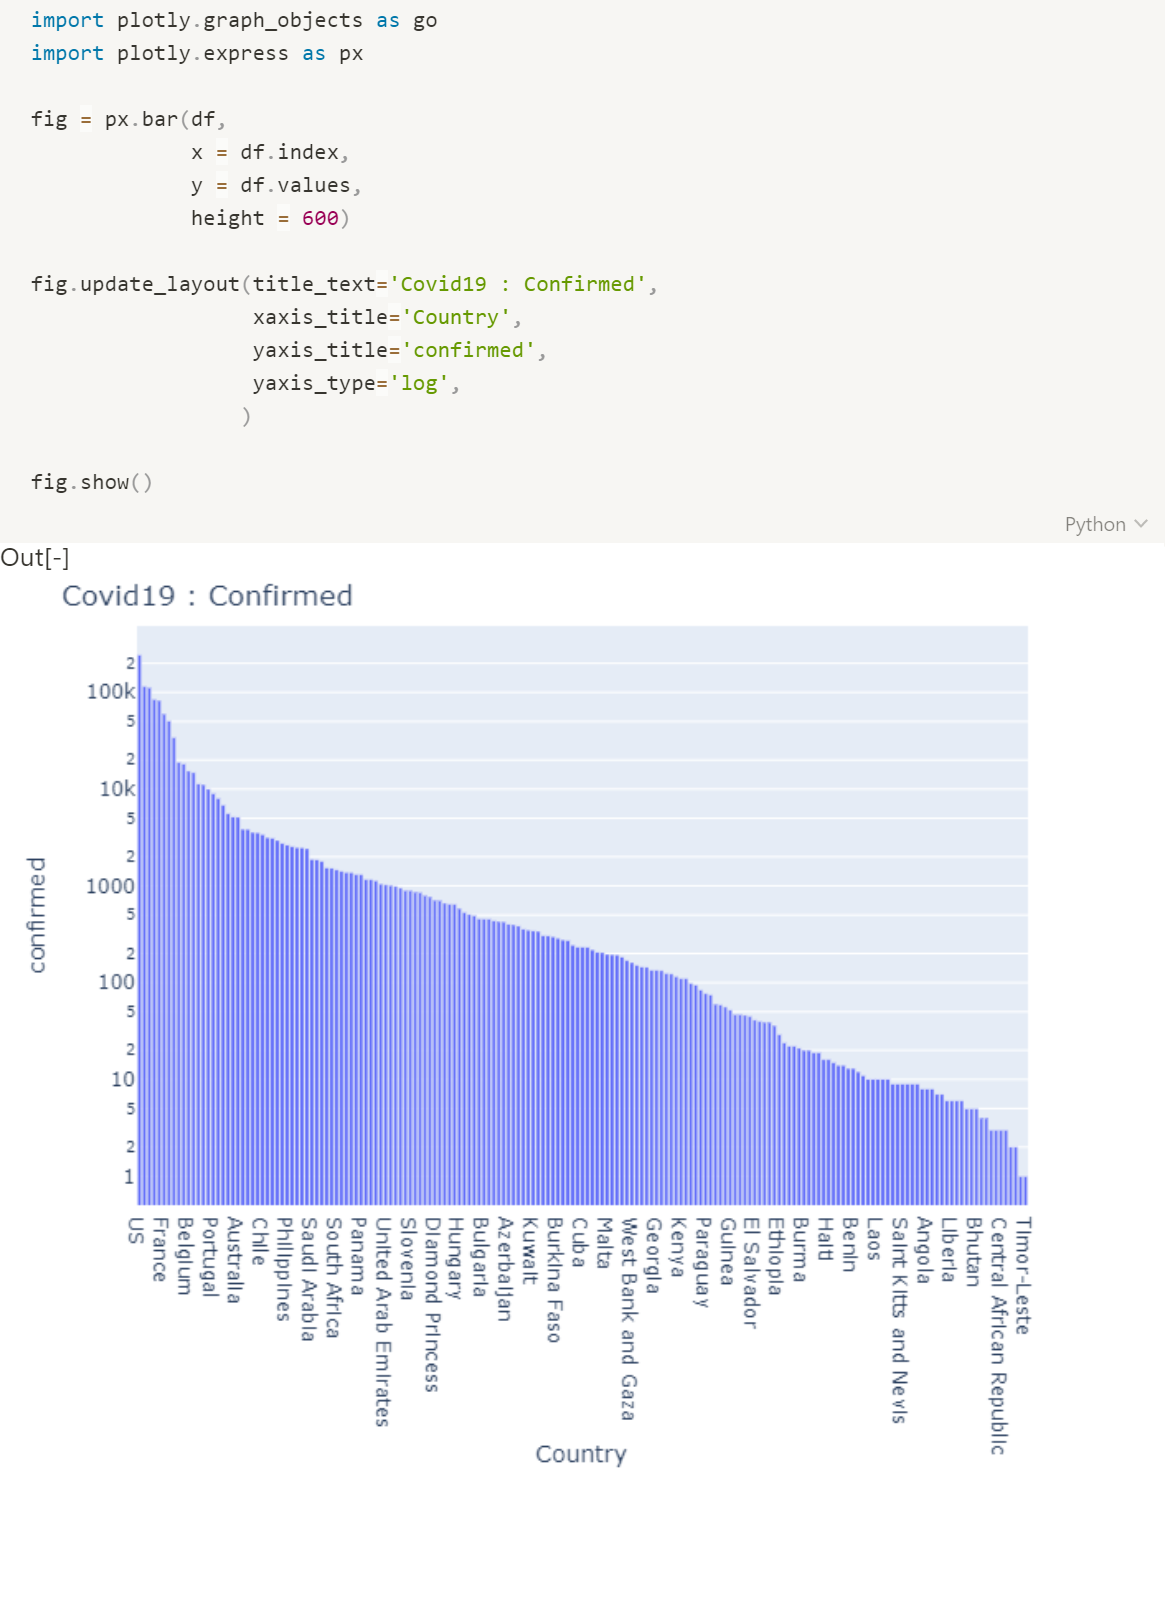 import plotly.graph_objects as go
import plotly.express as px
fig = px.bar(df,
x = df.index,
y = df.values,
height = 600)
fig.update_layout(title_text='Covid19 : Confirmed',
xaxis_title='Country',
yaxis_title='confirmed',
yaxis_type='log',
)
fig.show()
Python
Out[-]
Covid19 : Confirmed
2
100k
5
2
10k
5
2
1000
5
2
100
5
2
10
5
2
1
confirmed
US
France
Belgium
Portugal
Australia
Chile
Philippines
Saudi Arabia
South Africa
Panama
United Arab Emirates
Slovenia
Diamond Princess
Hungary
Bulgaria
Azerbaijan
Kuwait
Burkina Faso
Cuba
Malta
West Bank and Gaza
Georgia
Kenya
Paraguay
Guinea
El Salvador
Ethiopia
Burma
Haiti
Benin
Laos
Saint Kitts and Nevis
Angola
Liberia
Bhutan
Central African Republic
Timor-Leste
Country